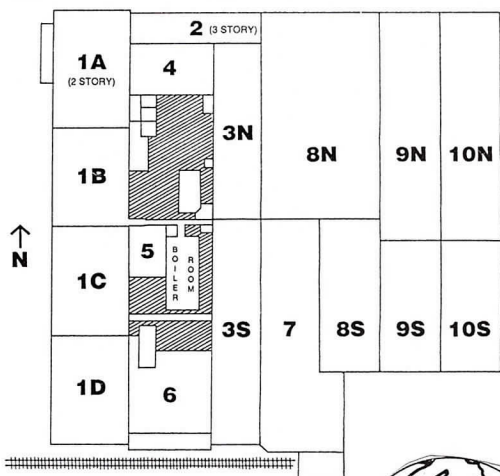 2 (3 STORY)
1A
(2 STORY)
4
3N
8N
9N
10N
1B
N
5
BOILER
ROOM
1C
3S
7
8S
9S
10S
1D
6